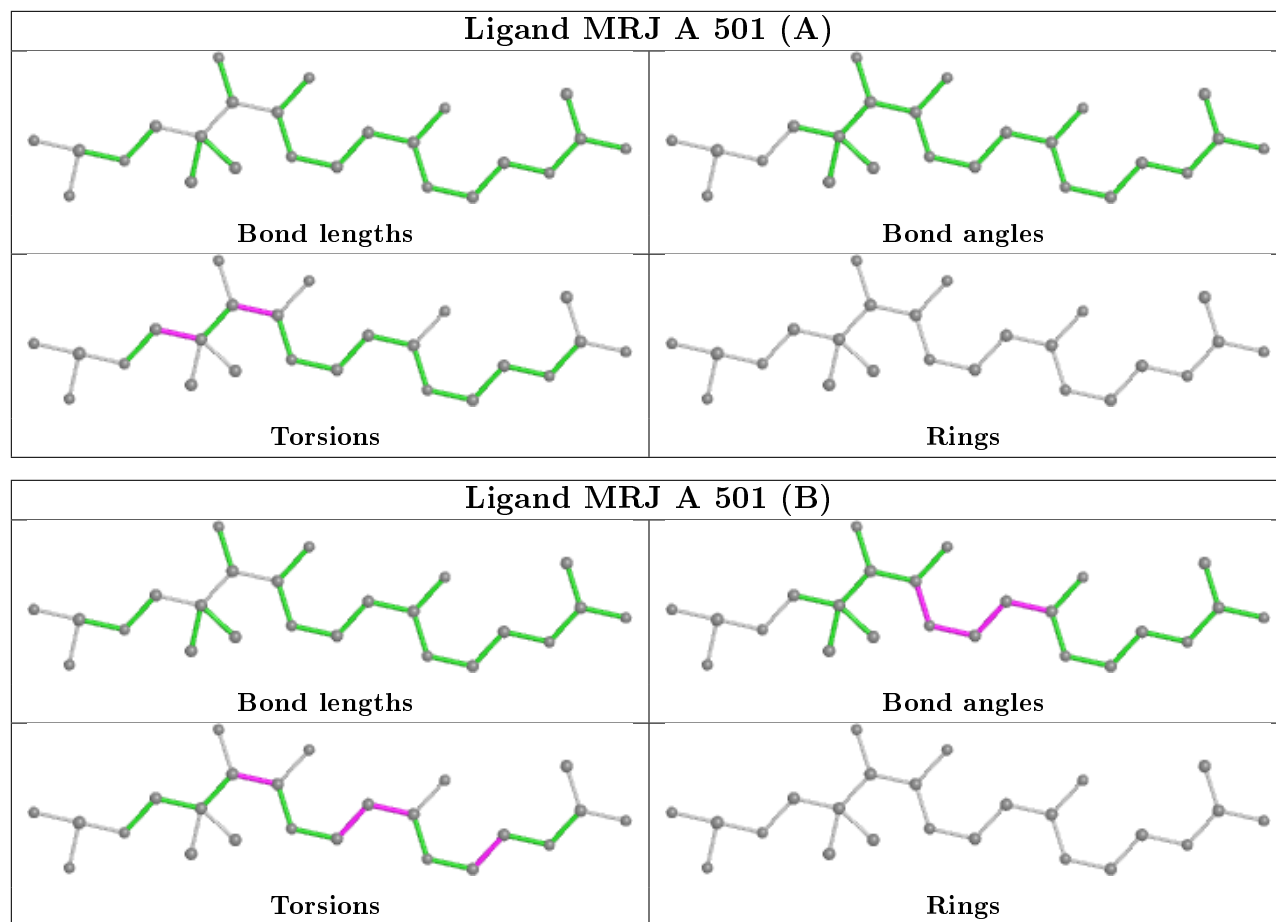 Ligand MRJ A 501 (A)
Bond lengths
Bond angles
Torsions
Rings
Ligand MRJ A 501 (B)
Bond lengths
Bond angles
Torsions
Rings